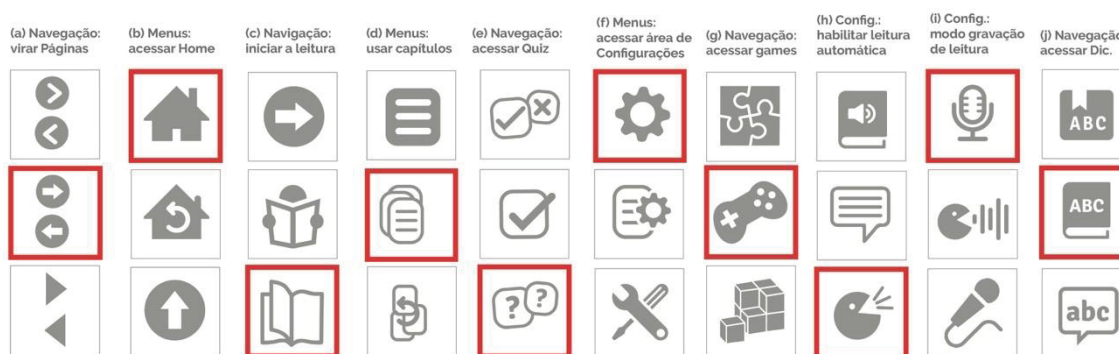 (a) Navegação:
virar Páginas
(b) Menus:
acessar Home
(c) Navigação:
iniciar a leitura
(d) Menus:
usar capítulos
(e) Navegação:
acessar Quiz
(f) Menus:
acessar área de
Configurações
(g) Navegação:
acessar games
(h) Config.:
habilitar leitura
automática
(i) Config.:
modo gravação
de leitura
(j) Navegação
acessar Dic.
ABC
? ?
ABC
abc